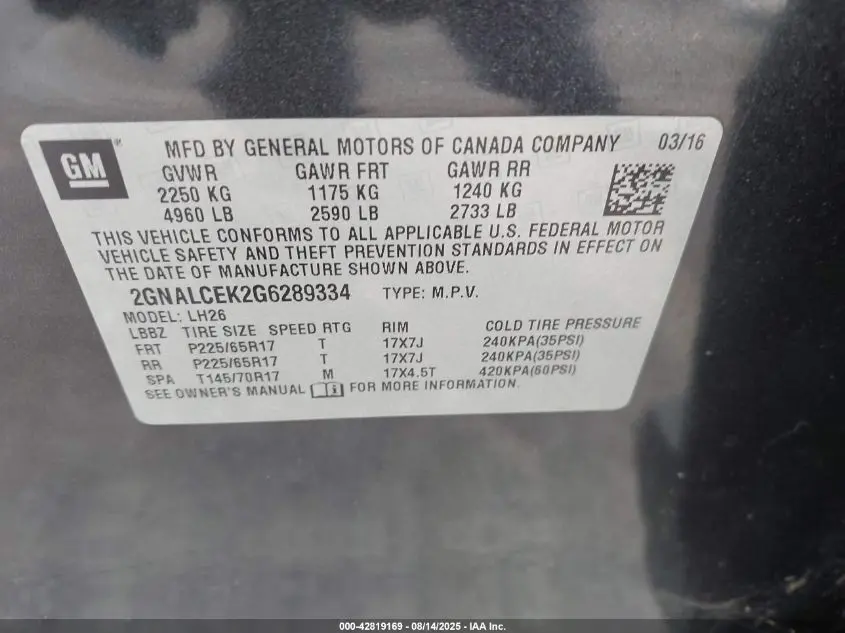 GM
MFD BY GENERAL MOTORS OF CANADA COMPANY 03/16
GVWR GAWR FRT GAWR RR
2250 KG 1175 KG 1240 KG
4960 LB 2590 LB 2733 LB
THIS VEHICLE CONFORMS TO ALL APPLICABLE U.S. FEDERAL MOTOR
VEHICLE SAFETY AND THEFT PREVENTION STANDARDS IN EFFECT ON
THE DATE OF MANUFACTURE SHOWN ABOVE.
2GNALCEK2G6289334 TYPE: M.P.V.
MODEL: LH26
LBBZ TIRE SIZE SPEED RTG RIM COLD TIRE PRESSURE
FRT P225/65R17 T 17X7J 240KPA(35PSI)
RR P225/65R17 T 17X7J 240KPA(35PSI)
SPA T145/70R17 M 17X4.5T 420KPA(60PSI)
SEE OWNER'S MANUAL i FOR MORE INFORMATION.
000-42819169 - 08/14/2025 - IAA Inc.